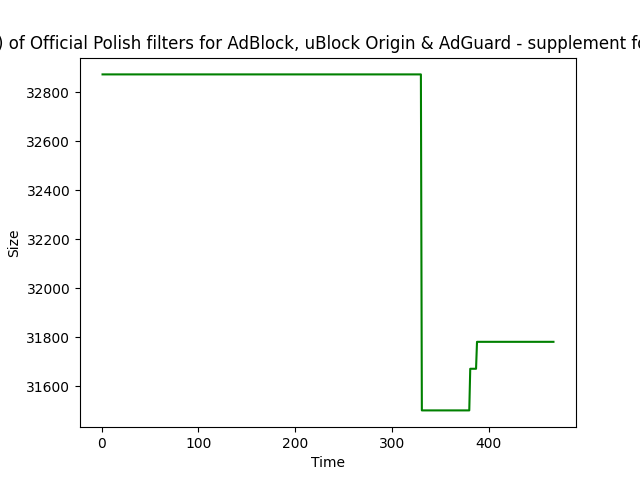 ) of Official Polish filters for AdBlock, uBlock Origin & AdGuard - supplement fo
32800
32600
32400
32200
32000
31800
31600
Size
0 100 200 300 400
Time